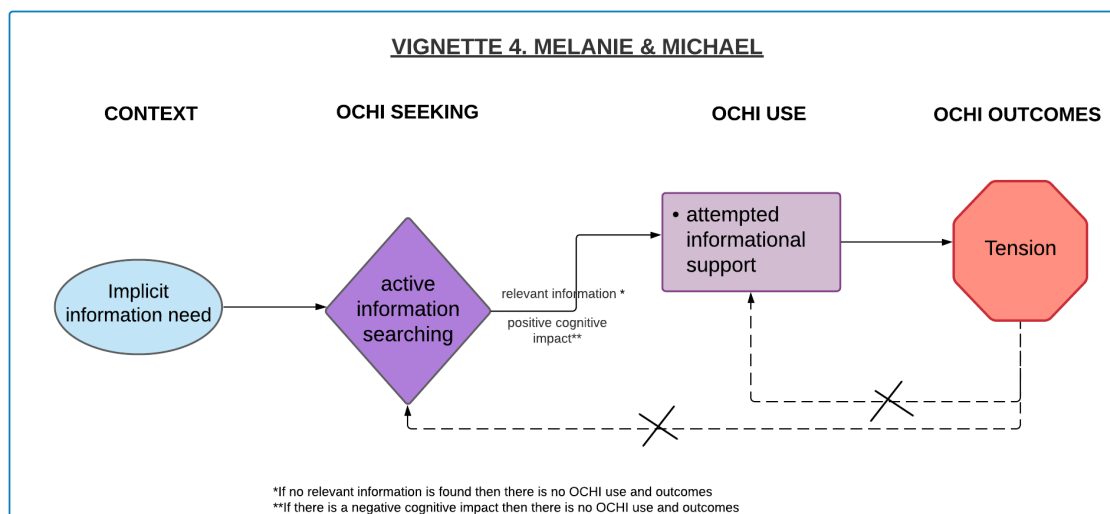 VIGNETTE 4. MELANIE & MICHAEL
CONTEXT
OCHI SEEKING
OCHI USE
OCHI OUTCOMES
Implicit
information need
active
information
searching
relevant information *
positive cognitive
impact**
• attempted
informational
support
Tension
*If no relevant information is found then there is no OCHI use and outcomes
**If there is a negative cognitive impact then there is no OCHI use and outcomes